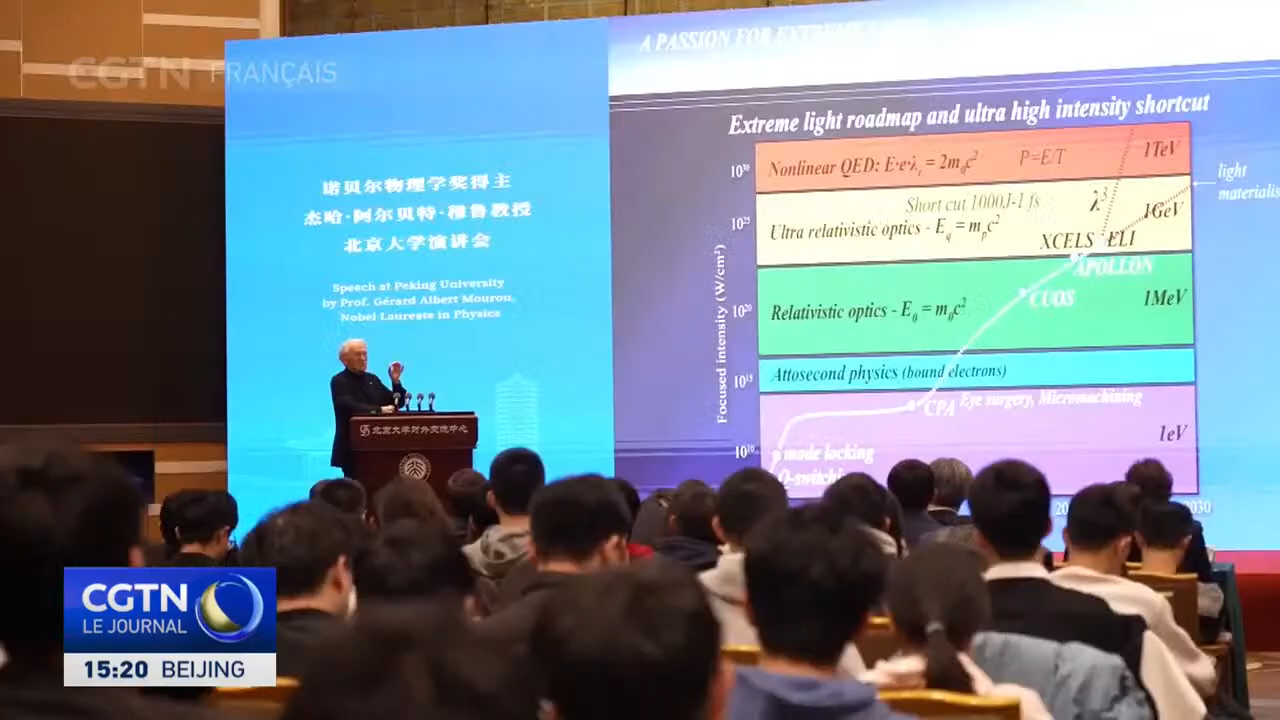 CGTN FRANÇAIS
诺贝尔物理学奖得主
杰哈·阿尔贝特·穆鲁教授
北京大学演讲会
Speech at Peking University
by Prof. Gérard Albert Mourou,
Nobel Laureate in Physics
北京大学对外交流中心
A PASSION FOR
Extreme light roadmap and ultra high intensity shortcut
Focused intensity (W/cm²)
10³⁰
10²⁵
10²⁰
10¹⁵
10¹⁰
Nonlinear QED: E·e·λc = 2m₀c² P=E/T 1TeV
Short cut 1000J-1 fs λ³
Ultra relativistic optics - Eq = mpc² 1GeV
light
XCELS ELI
APOLLON
Relativistic optics - E₀ = m₀c² CUOS 1MeV
Attosecond physics (bound electrons)
CPA Eye surgery, Micromachining
1eV
mode locking
CGTN
LE JOURNAL
15:20 BEIJING